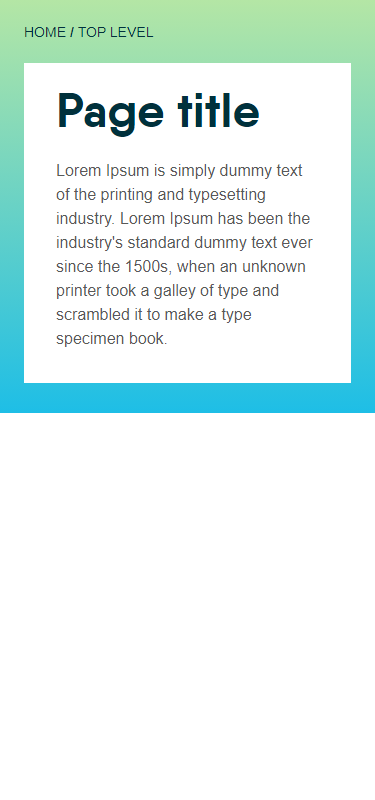 HOME / TOP LEVEL
Page title
Lorem Ipsum is simply dummy text
of the printing and typesetting
industry. Lorem Ipsum has been the
industry's standard dummy text ever
since the 1500s, when an unknown
printer took a galley of type and
scrambled it to make a type
specimen book.